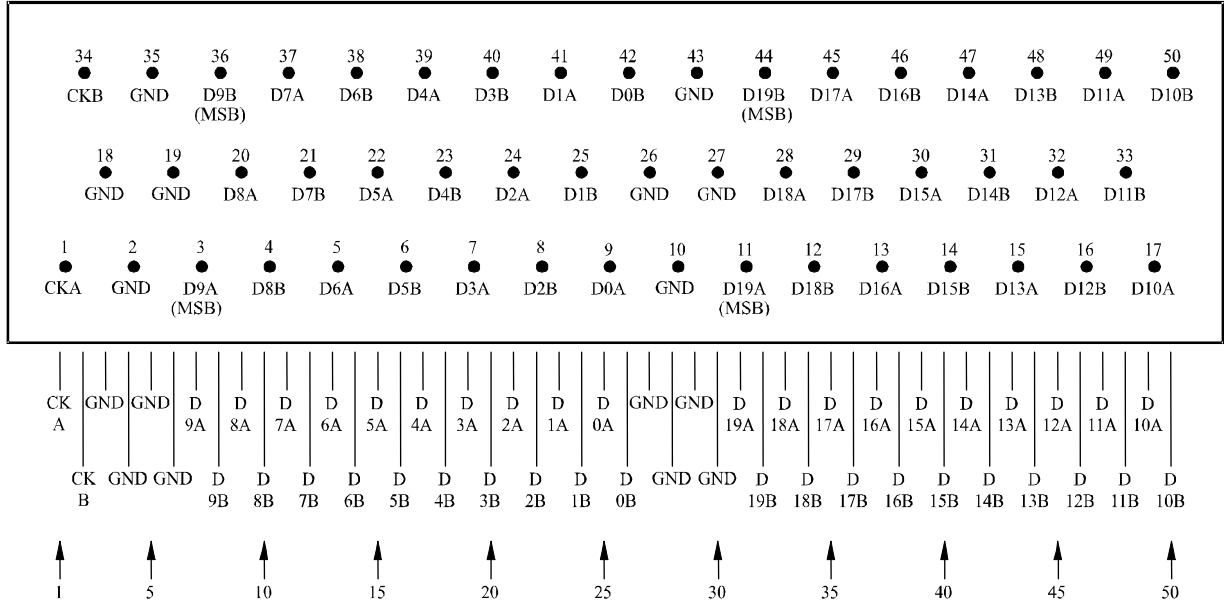 34 35 36 37 38 39 40 41 42 43 44 45 46 47 48 49 50
CKB GND D9B D7A D6B D4A D3B D1A D0B GND D19B D17A D16B D14A D13B D11A D10B
(MSB) (MSB)
18 19 20 21 22 23 24 25 26 27 28 29 30 31 32 33
GND GND D8A D7B D5A D4B D2A D1B GND GND D18A D17B D15A D14B D12A D11B
1 2 3 4 5 6 7 8 9 10 11 12 13 14 15 16 17
CKA GND D9A D8B D6A D5B D3A D2B D0A GND D19A D18B D16A D15B D13A D12B D10A
(MSB) (MSB)
CK GND GND D D D D D D D D D D GND GND D D D D D D D D D D
A 9A 8A 7A 6A 5A 4A 3A 2A 1A 0A 19A 18A 17A 16A 15A 14A 13A 12A 11A 10A
CK GND GND D D D D D D D D D D GND GND D D D D D D D D D D
B 9B 8B 7B 6B 5B 4B 3B 2B 1B 0B 19B 18B 17B 16B 15B 14B 13B 12B 11B 10B
1 5 10 15 20 25 30 35 40 45 50